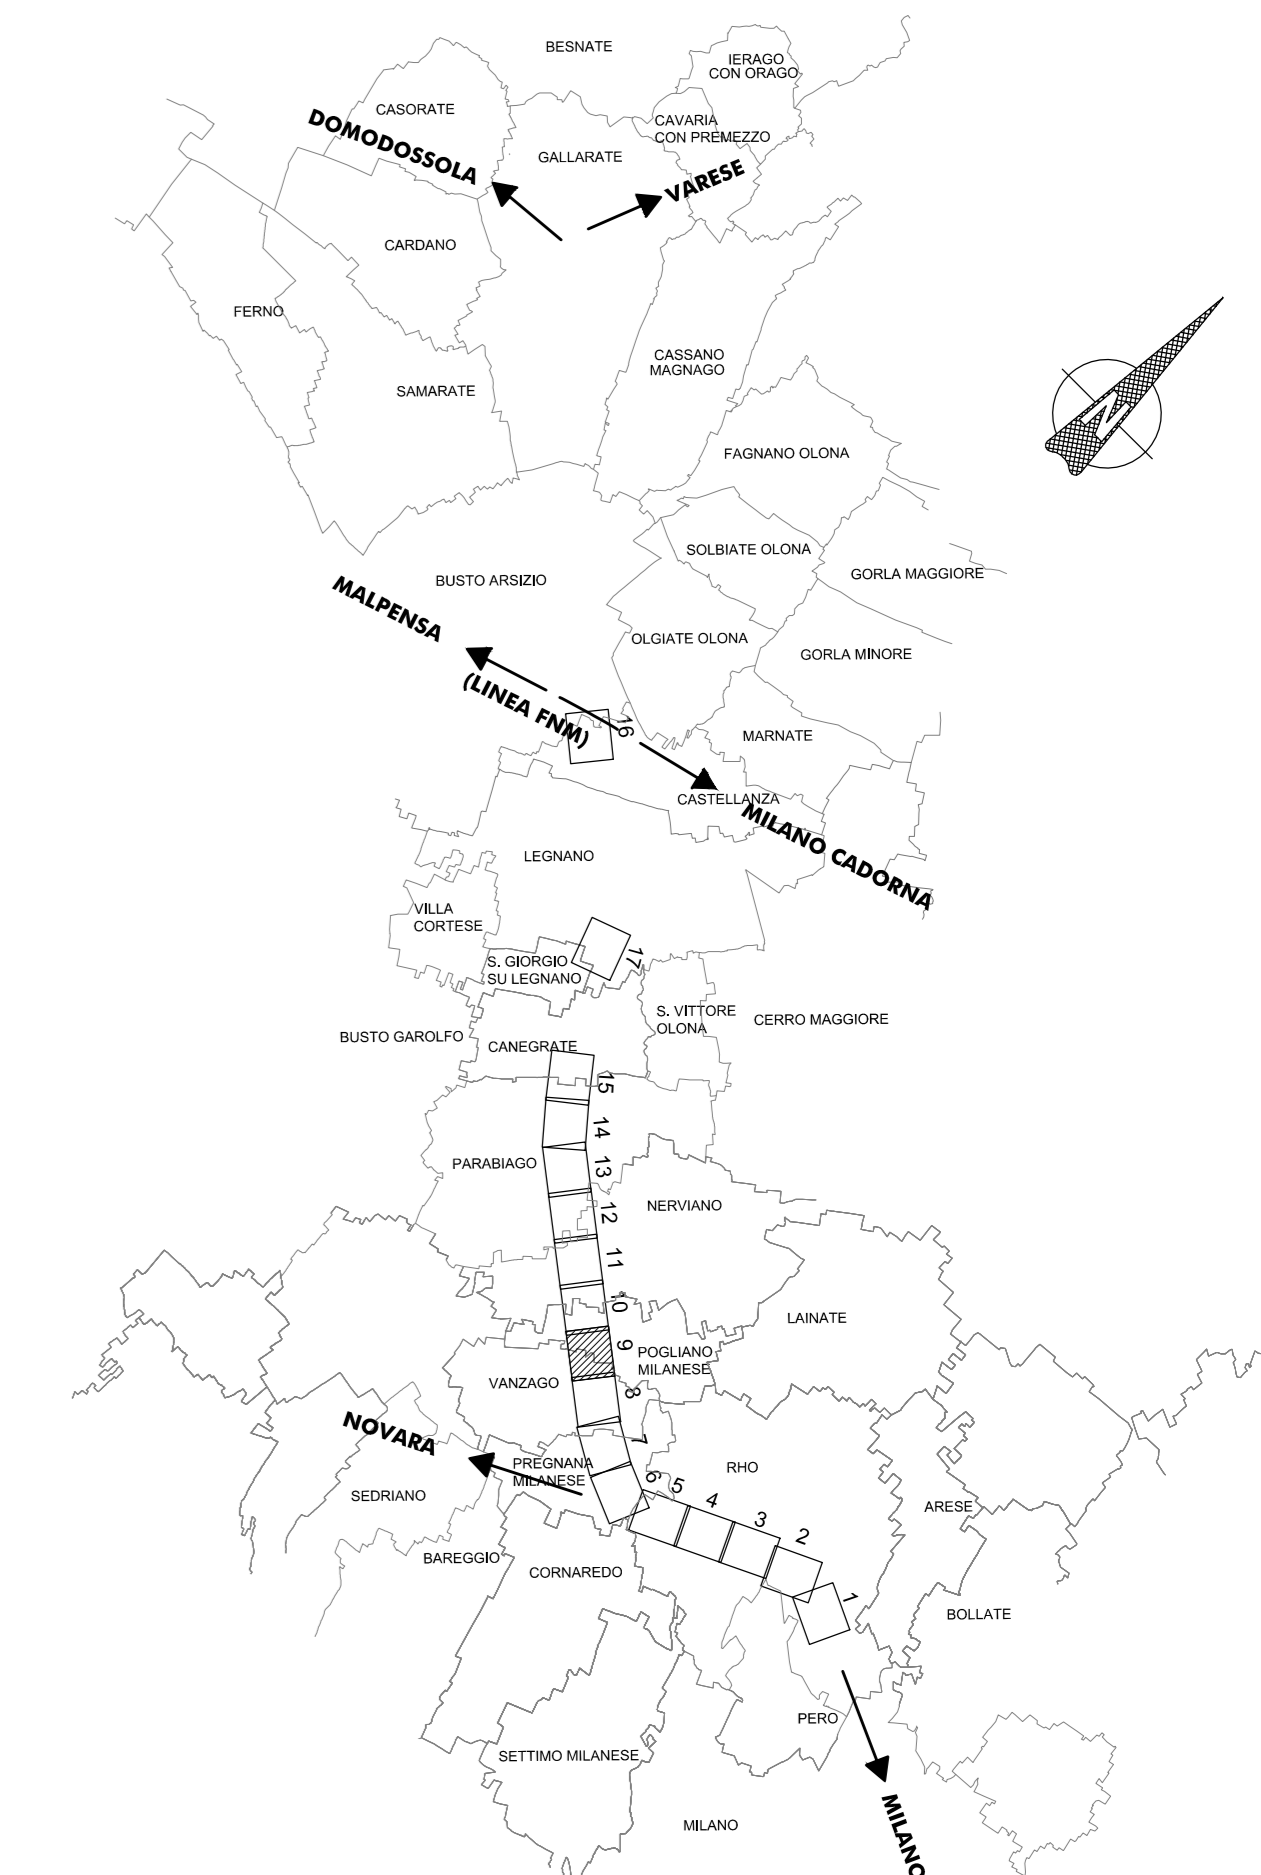 BESNATE
IERAGO
CON ORAGO
CASORATE
DOMODOSSOLA
CAVARIA
CON PREMEZZO
GALLARATE
VARESE
CARDANO
FERNO
CASSANO
MAGNAGO
SAMARATE
N
FAGNANO OLONA
SOLBIATE OLONA
GORLA MAGGIORE
BUSTO ARSIZIO
MALPENSA
OLGIATE OLONA
GORLA MINORE
(LINEA FNM)
16
MARNATE
CASTELLANZA
MILANO CADORNA
LEGNANO
VILLA
CORTESE
17
S. GIORGIO
SU LEGNANO
S. VITTORE
OLONA
CERRO MAGGIORE
BUSTO GAROLFO
CANEGRATE
15
14
13
PARABIAGO
12
NERVIANO
11
10
LAINATE
9
POGLIANO
MILANESE
VANZAGO
8
NOVARA
7
PREGNANA
MILANESE
6
5
4
3
2
1
RHO
SEDRIANO
ARESE
BAREGGIO
CORNAREDO
BOLLATE
PERO
SETTIMO MILANESE
MILANO
MILANO